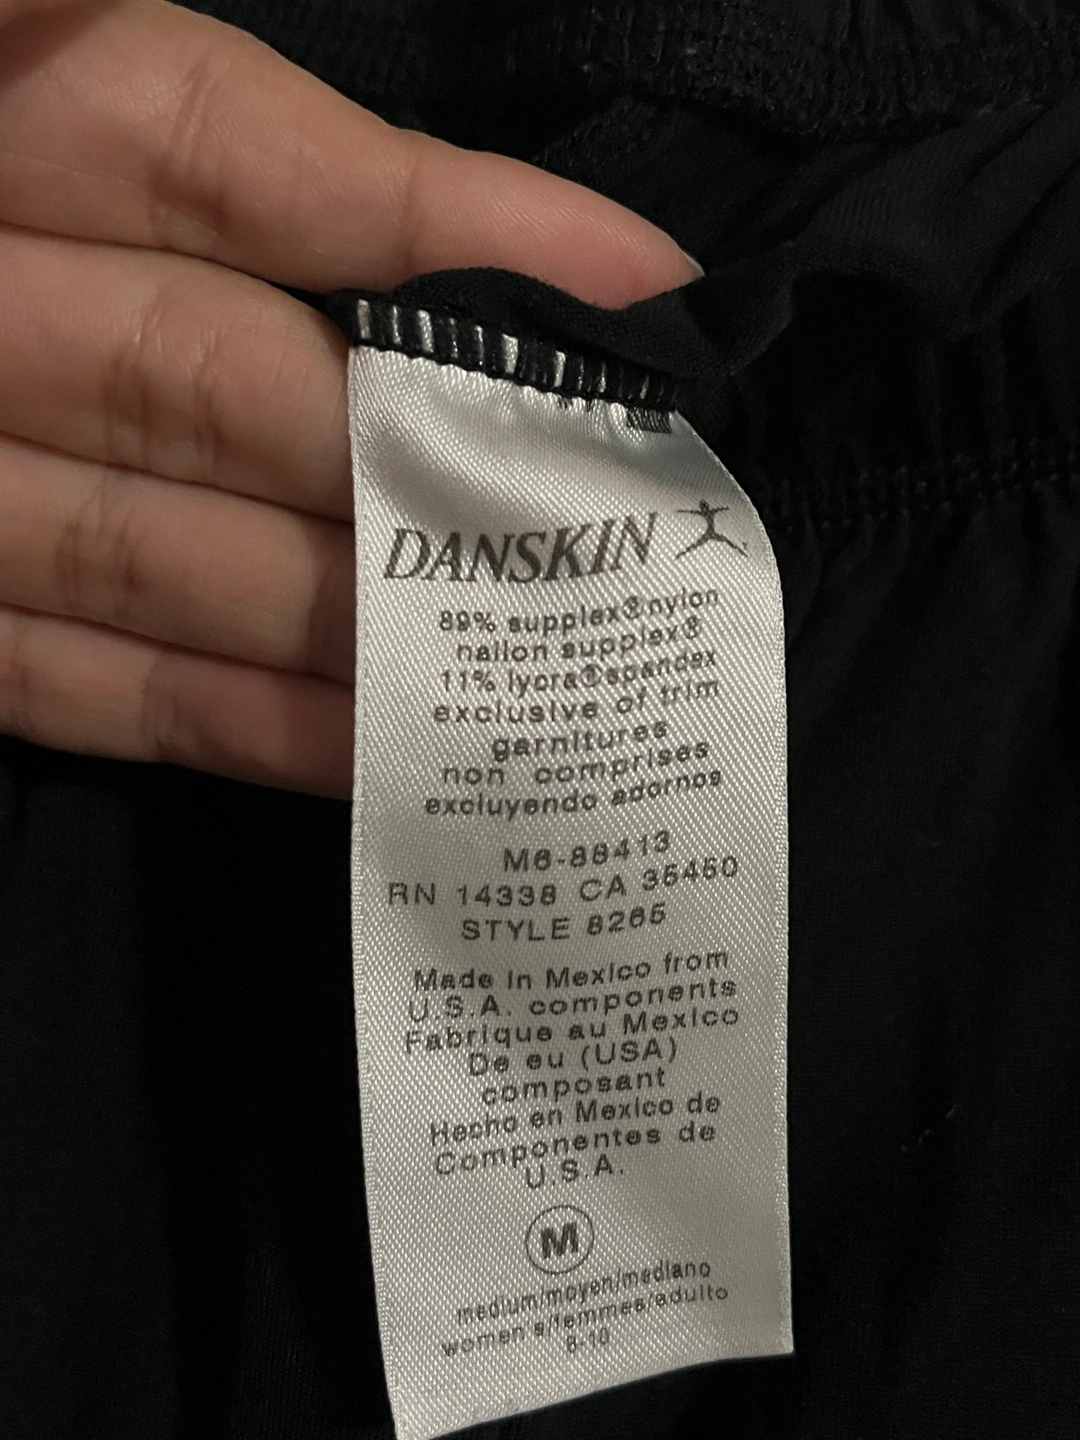 DANSKIN
89% supplex®nylon
nailon supplex®
11% lycra®spandex
exclusive of trim
garnitures
non comprises
excluyendo adornos
M6-88413
RN 14338 CA 35460
STYLE 8265
Made in Mexico from
U.S.A. components
Fabrique au Mexico
De eu (USA)
composant
Hecho en Mexico de
Componentes de
U.S.A.
M
medium/moyen/mediano
women's/femmes/adulto
8-10